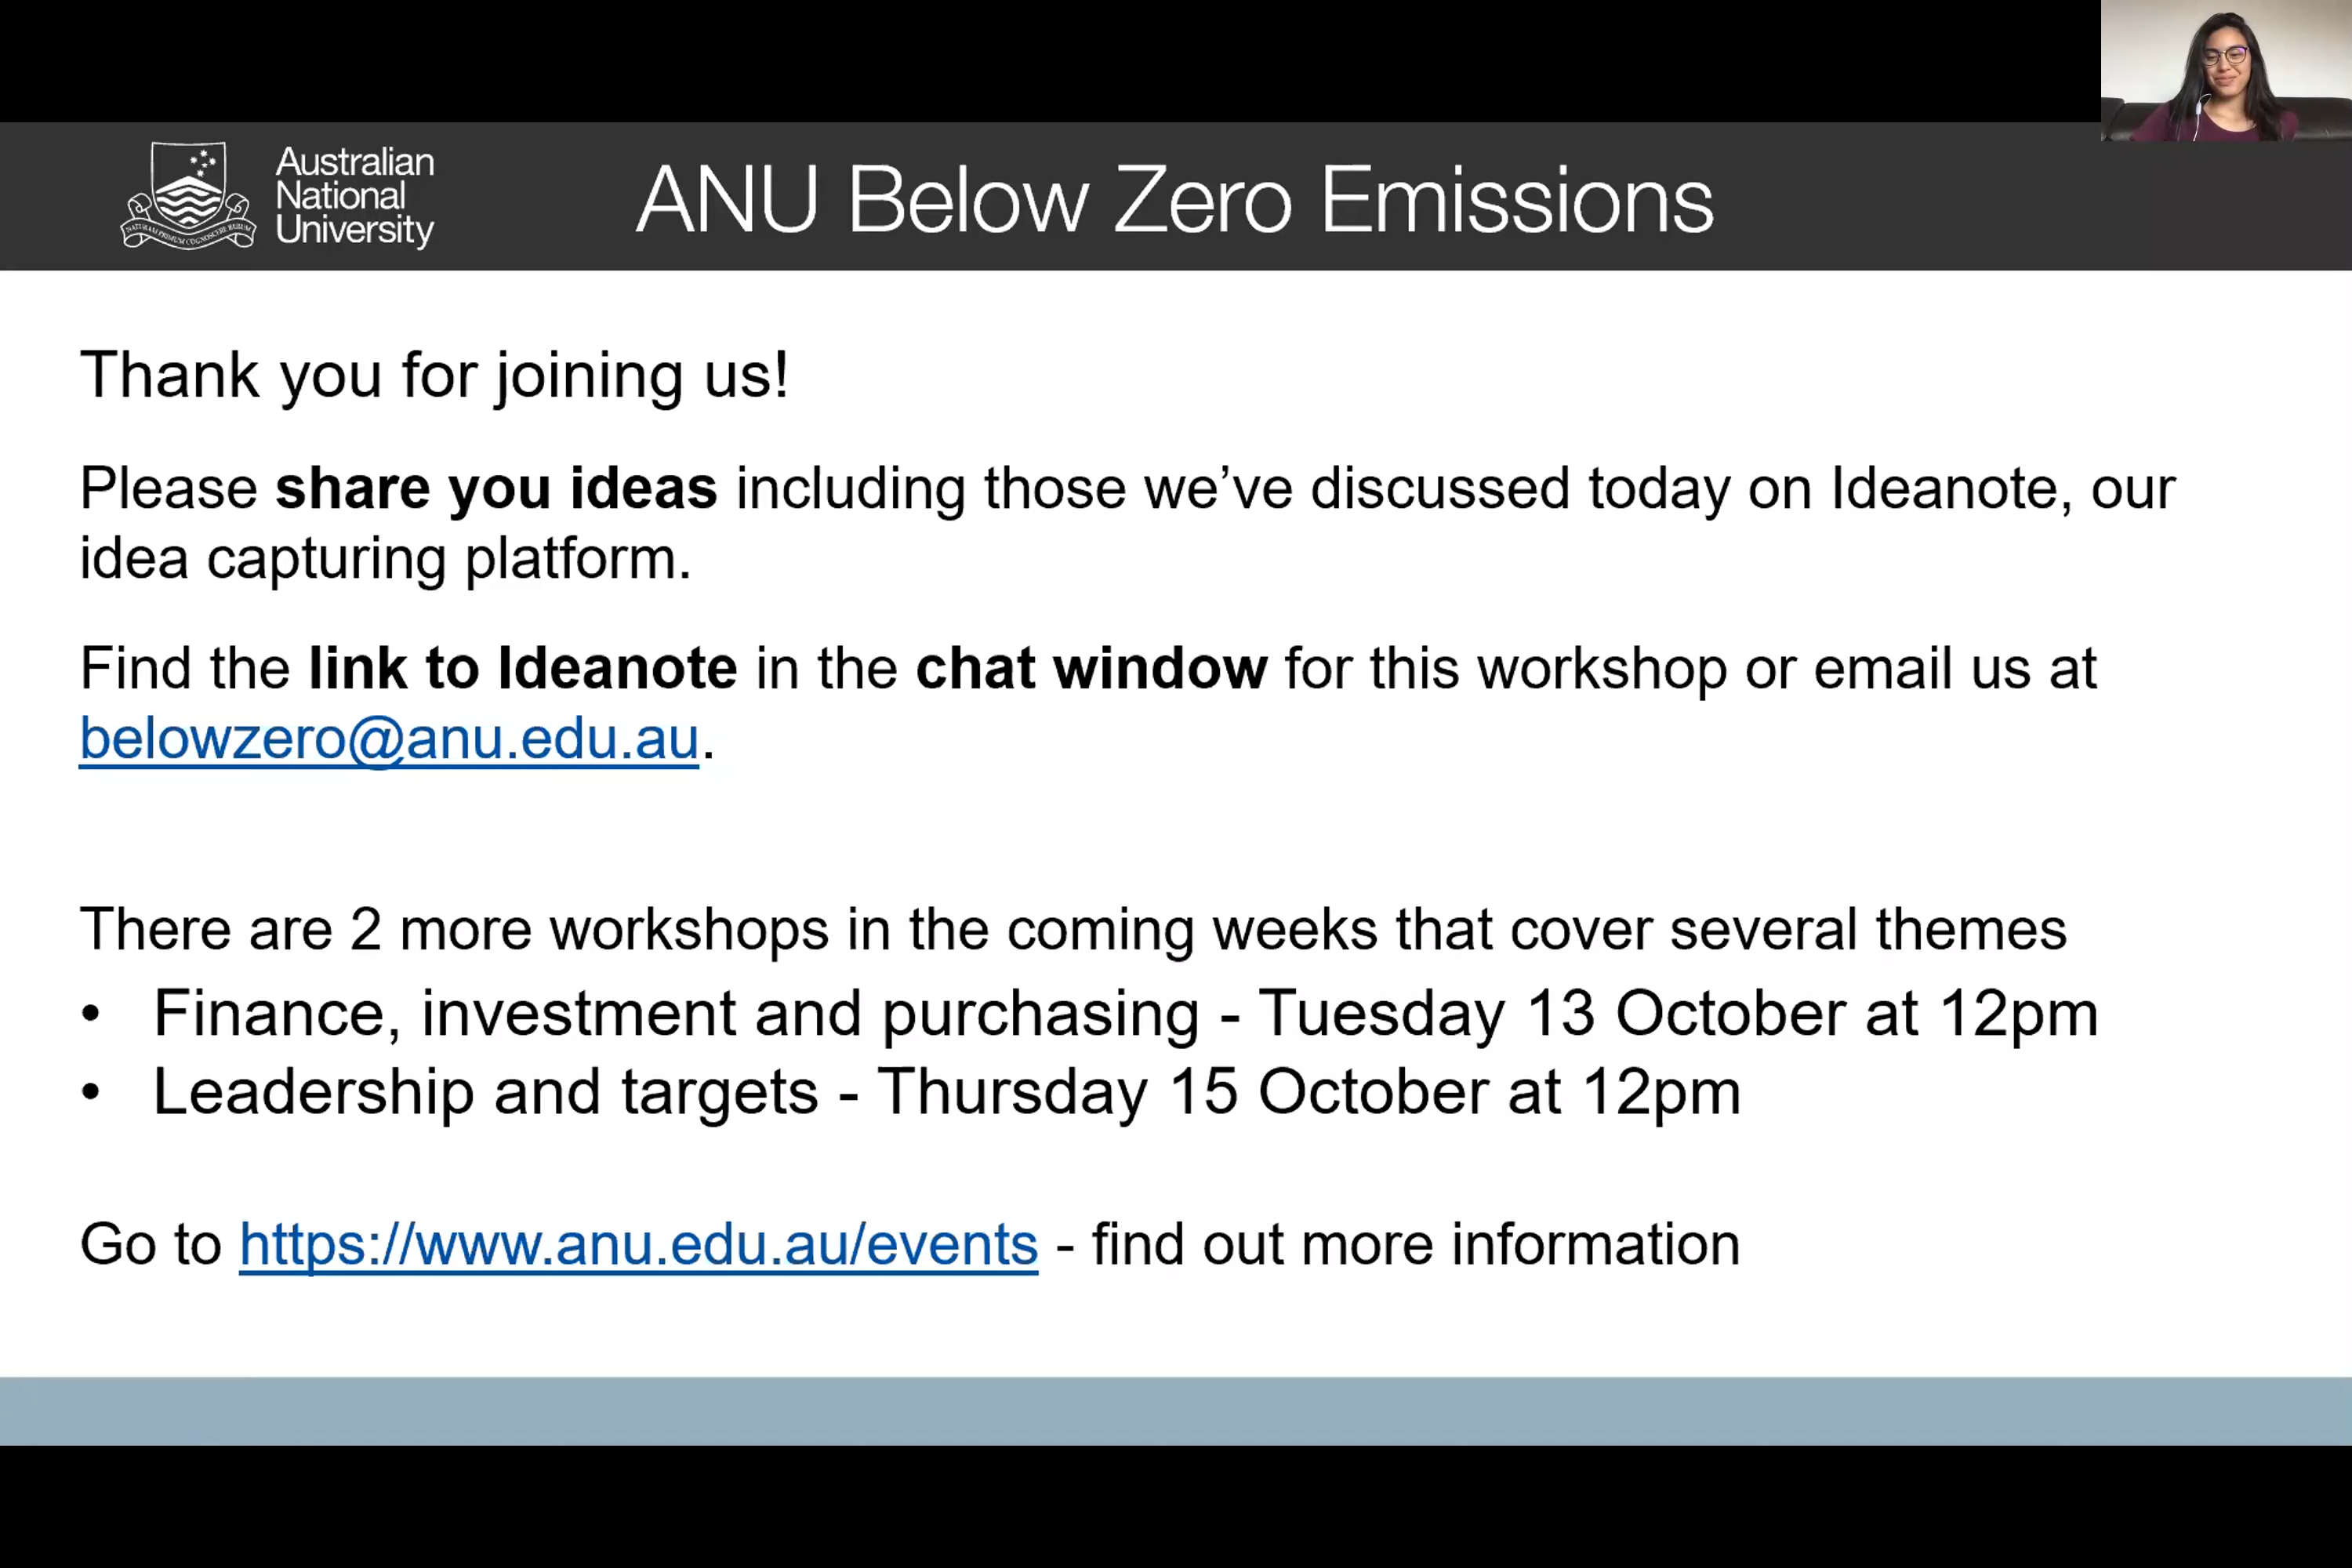 Australian
National
University
ANU Below Zero Emissions
Thank you for joining us!
Please share you ideas including those we’ve discussed today on Ideanote, our
idea capturing platform.
Find the link to Ideanote in the chat window for this workshop or email us at
belowzero@anu.edu.au.
There are 2 more workshops in the coming weeks that cover several themes
• Finance, investment and purchasing - Tuesday 13 October at 12pm
• Leadership and targets - Thursday 15 October at 12pm
Go to https://www.anu.edu.au/events - find out more information